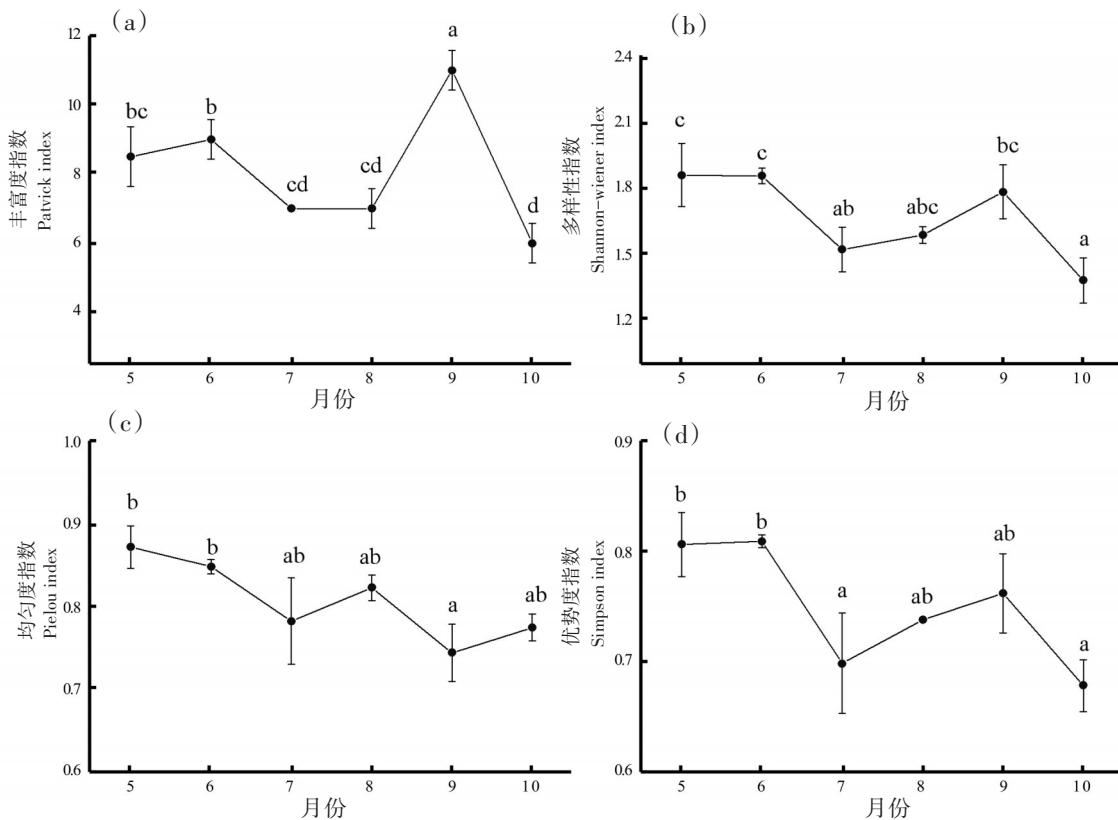 (a)
丰富度指数
Patvick index
12
10
8
6
4
bc
b
cd
cd
a
d
5 6 7 8 9 10
月份
(b)
多样性指数
Shannon-wiener index
2.4
2.1
1.8
1.5
1.2
c
c
ab
abc
bc
a
5 6 7 8 9 10
月份
(c)
均匀度指数
Pielou index
1.0
0.9
0.8
0.7
0.6
b
b
ab
ab
a
ab
5 6 7 8 9 10
月份
(d)
优势度指数
Simpson index
0.9
0.8
0.7
0.6
b
b
a
ab
ab
a
5 6 7 8 9 10
月份